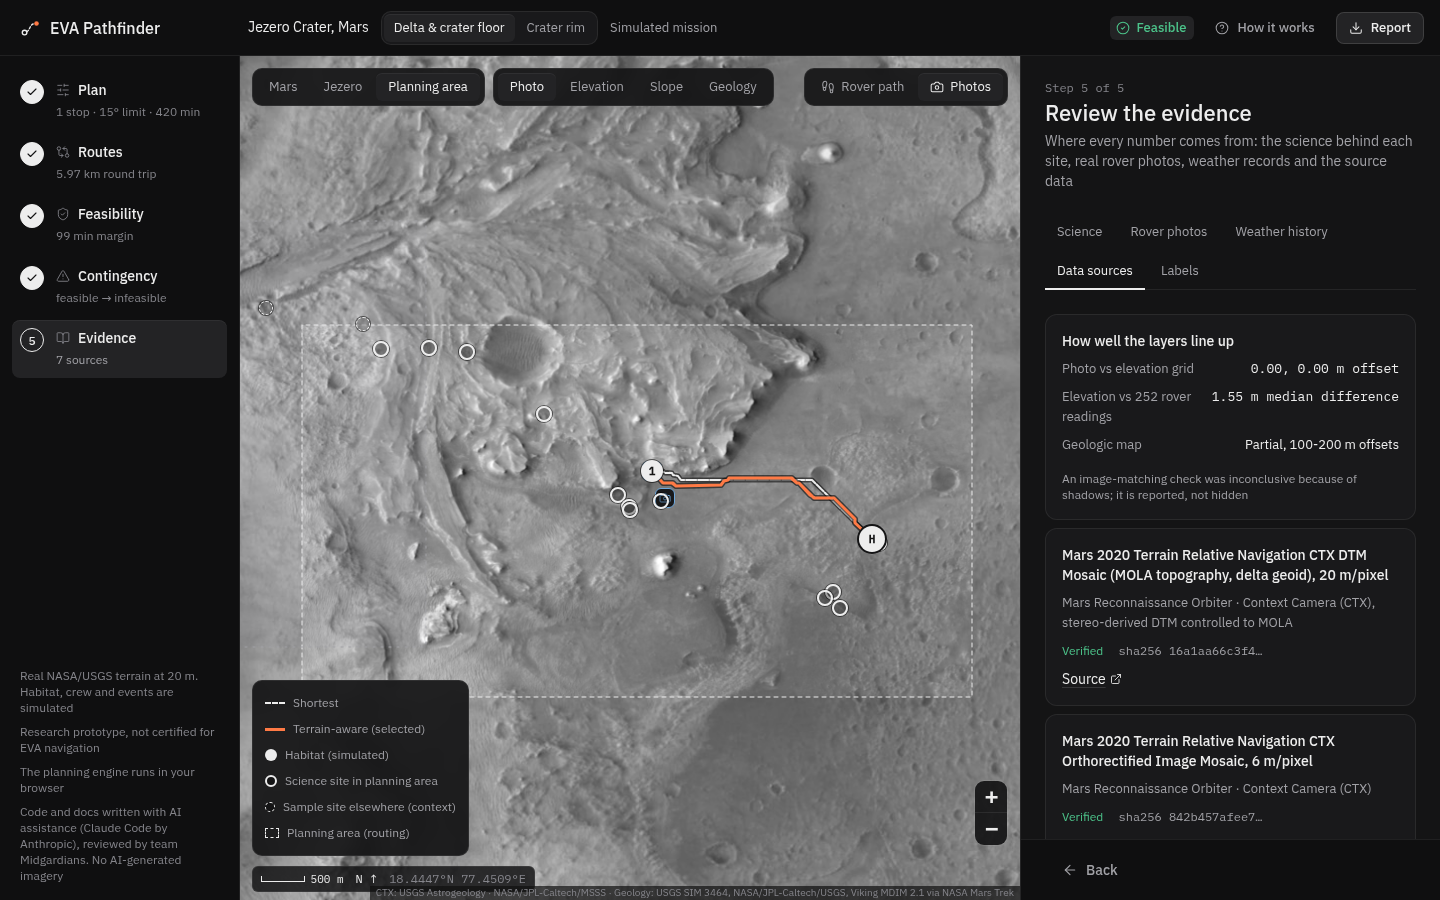 EVA Pathfinder
Jezero Crater, Mars
Delta & crater floor
Crater rim
Simulated mission
Feasible
How it works
Report
Plan
1 stop · 15° limit · 420 min
Routes
5.97 km round trip
Feasibility
99 min margin
Contingency
feasible → infeasible
5
Evidence
7 sources
Real NASA/USGS terrain at 20 m.
Habitat, crew and events are
simulated
Research prototype, not certified for
EVA navigation
The planning engine runs in your
browser
Code and docs written with AI
assistance (Claude Code by
Anthropic), reviewed by team
Midgardians. No AI-generated
imagery
Mars
Jezero
Planning area
Photo
Elevation
Slope
Geology
Rover path
Photos
1
H
Shortest
Terrain-aware (selected)
Habitat (simulated)
Science site in planning area
Sample site elsewhere (context)
Planning area (routing)
500 m N ↑ 18.4447°N 77.4509°E
CTX: USGS Astrogeology · NASA/JPL-Caltech/MSSS · Geology: USGS SIM 3464, NASA/JPL-Caltech/USGS, Viking MDIM 2.1 via NASA Mars Trek
Step 5 of 5
Review the evidence
Where every number comes from: the science behind each
site, real rover photos, weather records and the source
data
Science
Rover photos
Weather history
Data sources
Labels
How well the layers line up
Photo vs elevation grid
0.00, 0.00 m offset
Elevation vs 252 rover
readings
1.55 m median difference
Geologic map
Partial, 100-200 m offsets
An image-matching check was inconclusive because of
shadows; it is reported, not hidden
Mars 2020 Terrain Relative Navigation CTX DTM
Mosaic (MOLA topography, delta geoid), 20 m/pixel
Mars Reconnaissance Orbiter · Context Camera (CTX),
stereo-derived DTM controlled to MOLA
Verified sha256 16a1aa66c3f4…
Source
Mars 2020 Terrain Relative Navigation CTX
Orthorectified Image Mosaic, 6 m/pixel
Mars Reconnaissance Orbiter · Context Camera (CTX)
Verified sha256 842b457afee7…
+
−
Back